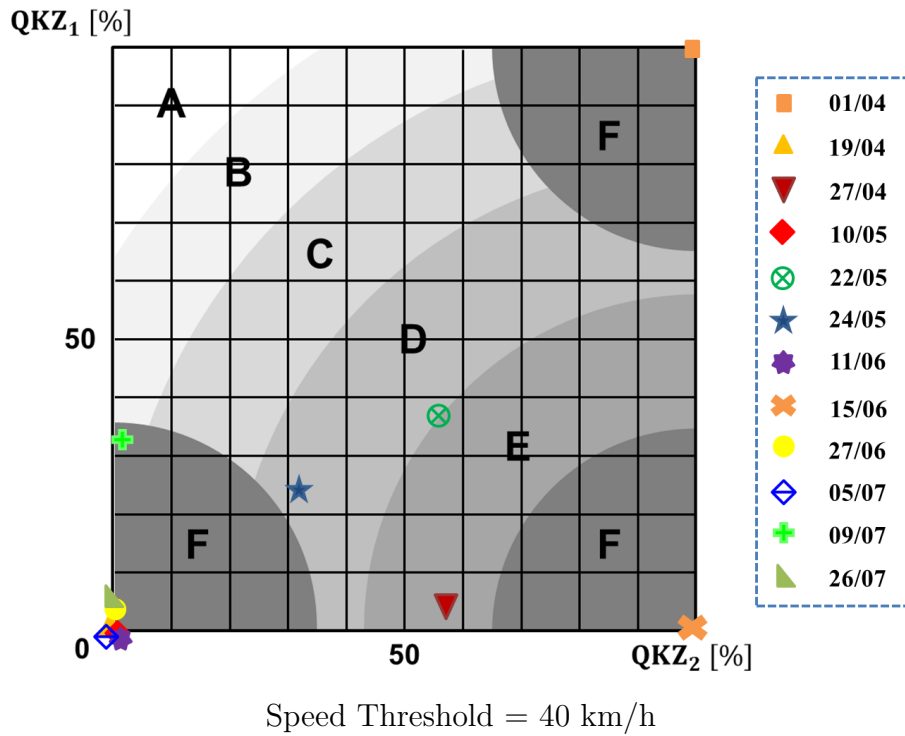 QKZ₁ [%]
A
F
B
C
50
D
E
F
F
0
50
QKZ₂ [%]
01/04
19/04
27/04
10/05
22/05
24/05
11/06
15/06
27/06
05/07
09/07
26/07
Speed Threshold = 40 km/h